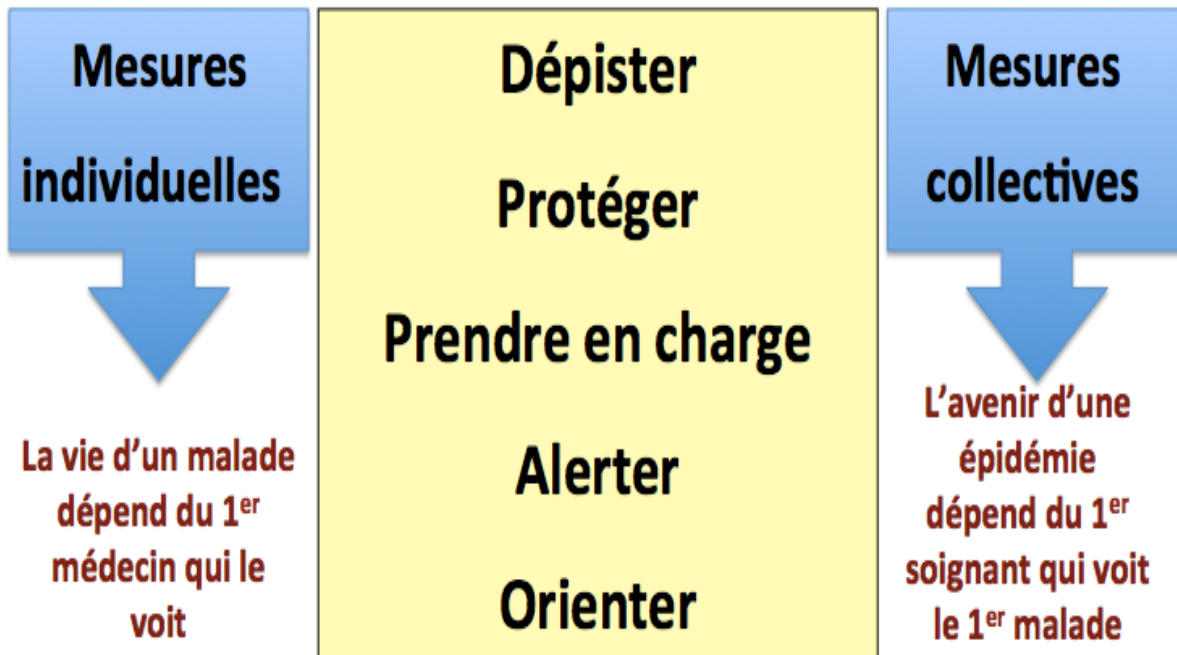 Mesures
individuelles
La vie d’un malade
dépend du 1er
médecin qui le
voit
Dépister
Protéger
Prendre en charge
Alerter
Orienter
Mesures
collectives
L’avenir d’une
épidémie
dépend du 1er
soignant qui voit
le 1er malade